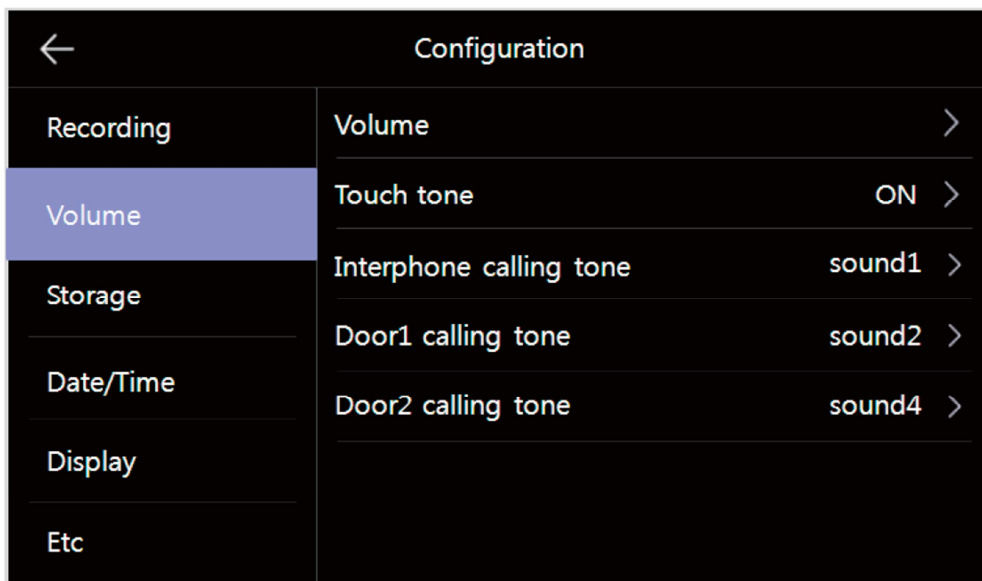 Configuration
Recording
Volume
Storage
Date/Time
Display
Etc
Volume
Touch tone ON
Interphone calling tone sound1
Door1 calling tone sound2
Door2 calling tone sound4